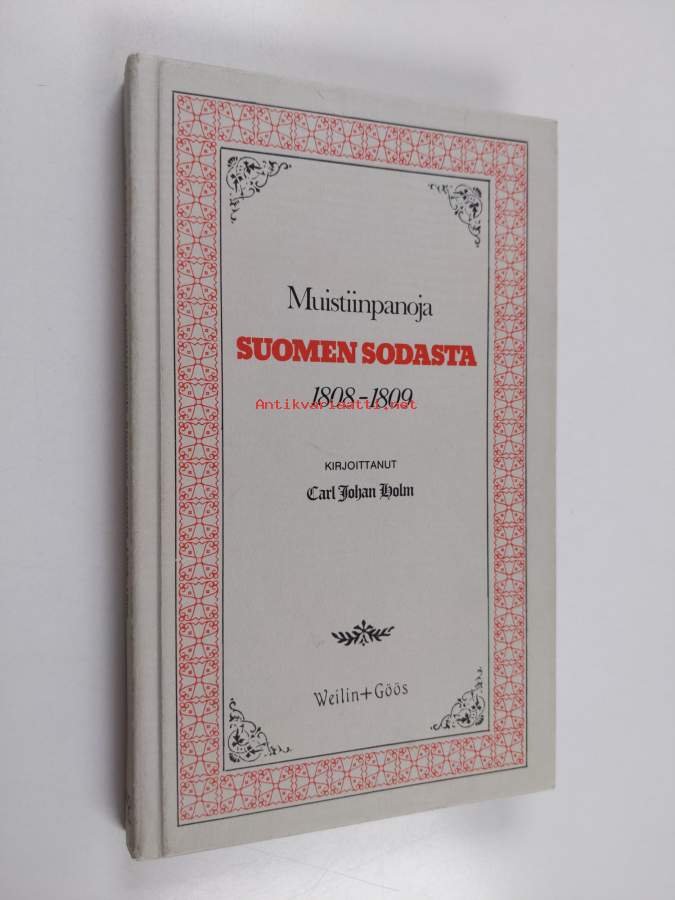 Muistiinpanoja
SUOMEN SODASTA
1808-1809
Antikvariaatti.net
KIRJOITTANUT
Carl Johan Holm
Weilin+Göös